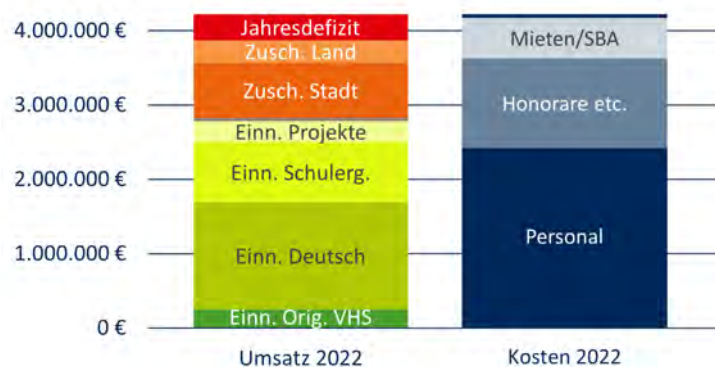 4.000.000 €
3.000.000 €
2.000.000 €
1.000.000 €
0 €
Jahresdefizit
Zusch. Land
Zusch. Stadt
Einn. Projekte
Einn. Schulerg.
Einn. Deutsch
Einn. Orig. VHS
Umsatz 2022
Mieten/SBA
Honorare etc.
Personal
Kosten 2022